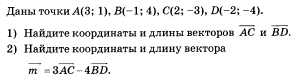 Даны точки A(3; 1), B(−1; 4), C(2; −3), D(−2; −4).
1) Найдите координаты и длины векторов AC и BD.
2) Найдите координаты и длину вектора
m = 3AC − 4BD.